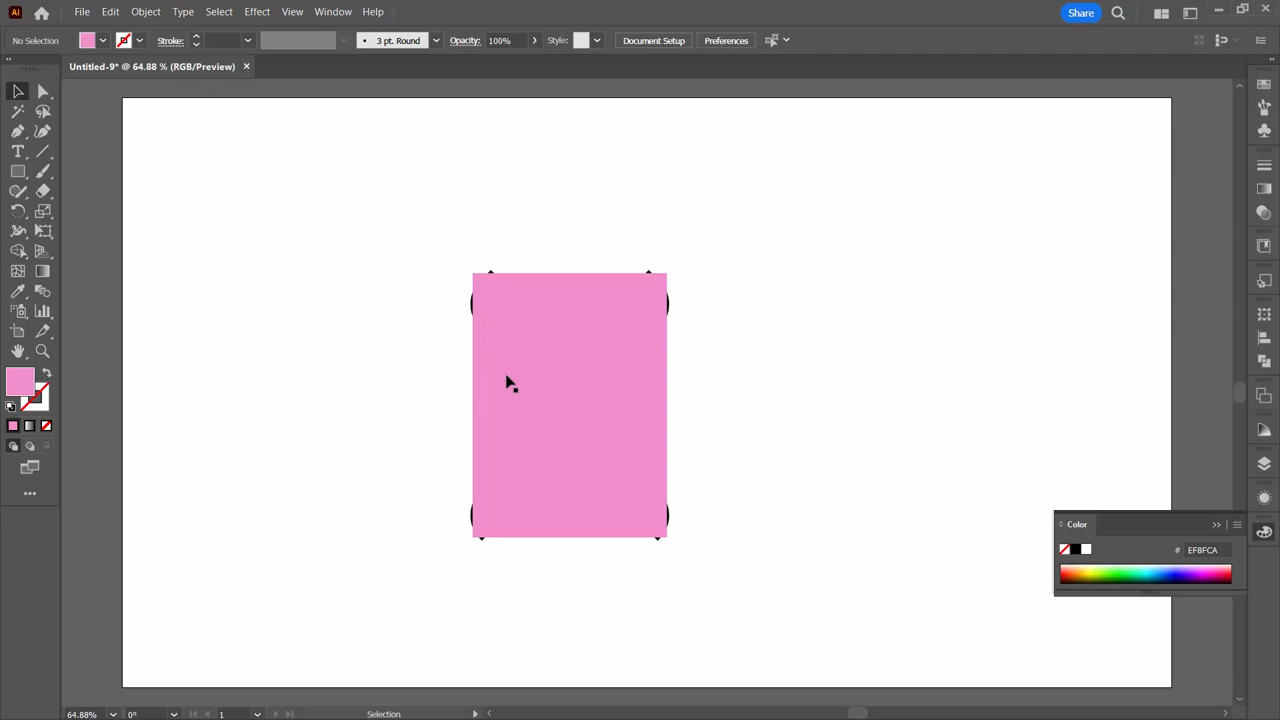 Ai File Edit Object Type Select Effect View Window Help Share
No Selection Stroke: 3 pt. Round Opacity: 100% Style: Document Setup Preferences
Untitled-9* @ 64.88 % (RGB/Preview)
Color
# EF8FCA
64.88% 0° 1 Selection